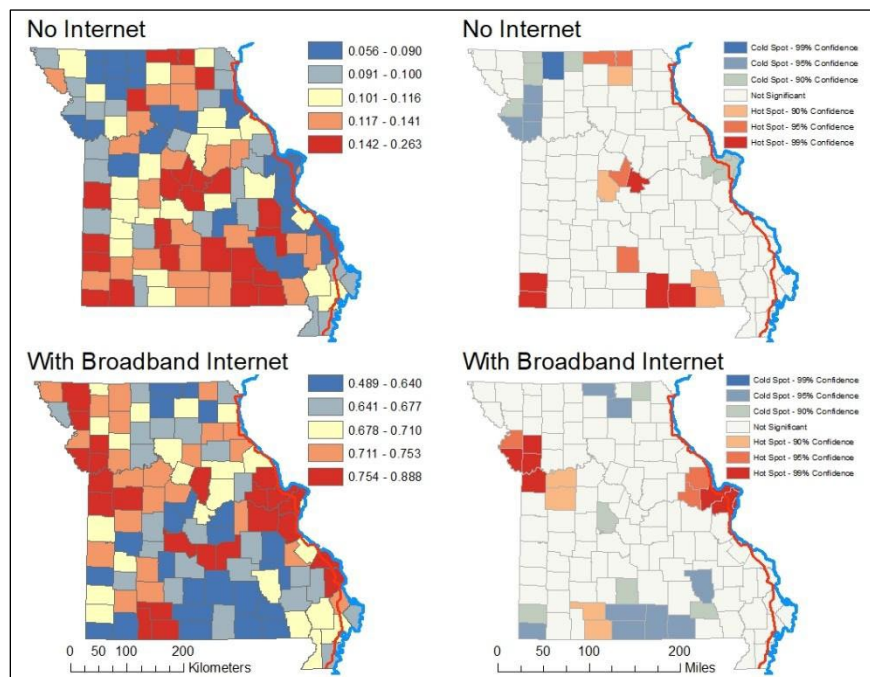 No Internet
0.056 - 0.090
0.091 - 0.100
0.101 - 0.116
0.117 - 0.141
0.142 - 0.263
No Internet
Cold Spot - 99% Confidence
Cold Spot - 95% Confidence
Cold Spot - 90% Confidence
Not Significant
Hot Spot - 90% Confidence
Hot Spot - 95% Confidence
Hot Spot - 99% Confidence
With Broadband Internet
0.489 - 0.640
0.641 - 0.677
0.678 - 0.710
0.711 - 0.753
0.754 - 0.888
0 50 100 200
Kilometers
With Broadband Internet
Cold Spot - 99% Confidence
Cold Spot - 95% Confidence
Cold Spot - 90% Confidence
Not Significant
Hot Spot - 90% Confidence
Hot Spot - 95% Confidence
Hot Spot - 99% Confidence
0 50 100 200
Miles